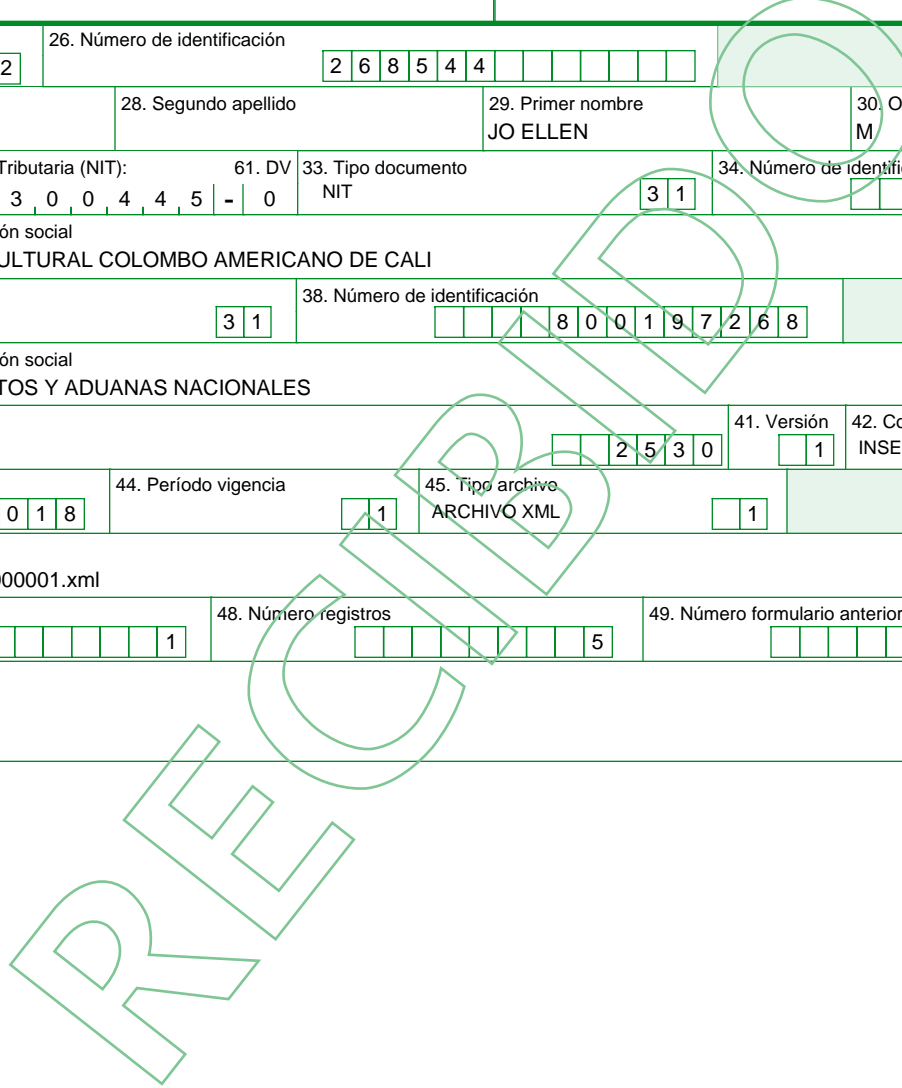 26. Número de identificación
2 2 6 8 5 4 4
28. Segundo apellido 29. Primer nombre 30. O
JO ELLEN M
Tributaria (NIT): 61. DV 33. Tipo documento 34. Número de identifi
3 0 0 4 4 5 - 0 NIT 3 1
ón social
ULTURAL COLOMBO AMERICANO DE CALI
38. Número de identificación
3 1 8 0 0 1 9 7 2 6 8
ón social
TOS Y ADUANAS NACIONALES
41. Versión 42. Co
2 5 3 0 1 INSE
44. Período vigencia 45. Tipo archivo
0 1 8 1 ARCHIVO XML 1
000001.xml
48. Número registros 49. Número formulario anterior
1 5
RECIBIDO